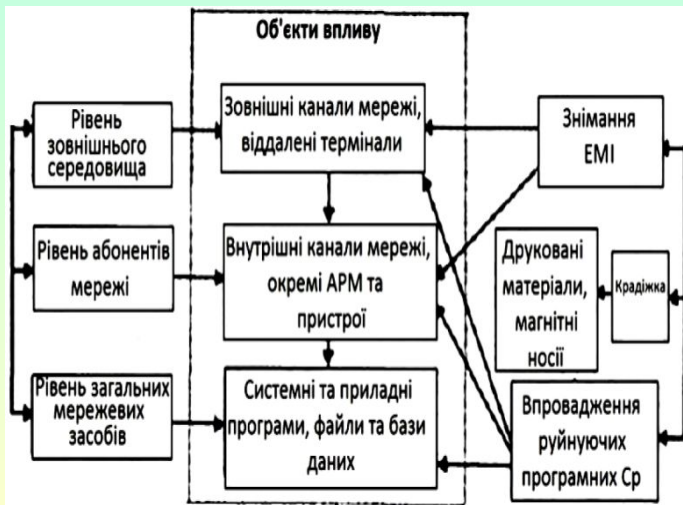 Об'єкти впливу
Рівень
зовнішнього
середовища
Рівень абонентів
мережі
Рівень загальних
мережевих
засобів
Зовнішні канали мережі,
віддалені термінали
Внутрішні канали мережі,
окремі АРМ та
пристрої
Системні та приладні
програми, файли та бази
даних
Знімання
ЕМІ
Друковані
матеріали,
магнітні
носії
Крадіжка
Впровадження
руйнуючих
програмних Ср